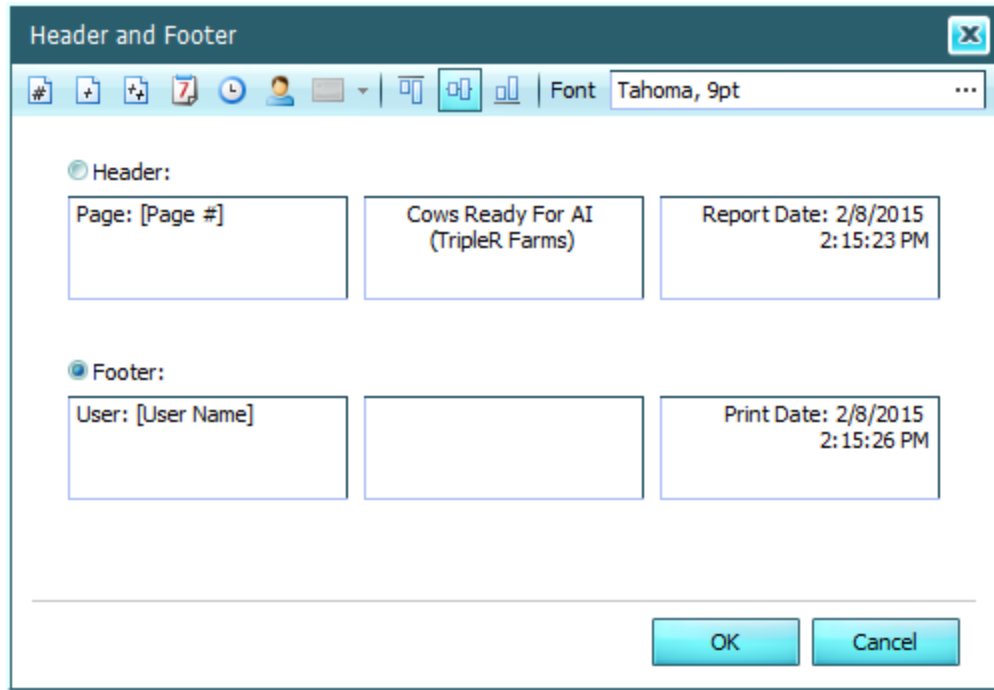 Header and Footer
Font Tahoma, 9pt ...
Header:
Page: [Page #]
Cows Ready For AI
(TripleR Farms)
Report Date: 2/8/2015
2:15:23 PM
Footer:
User: [User Name]
Print Date: 2/8/2015
2:15:26 PM
OK
Cancel